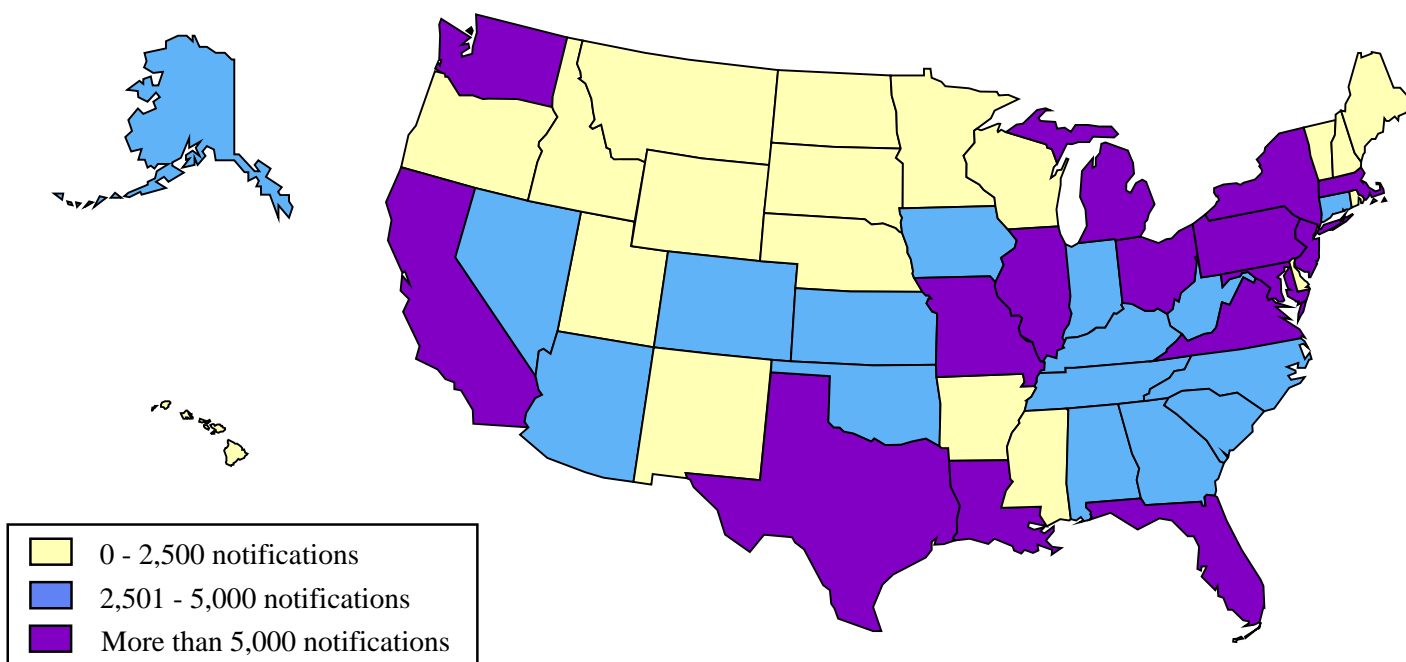 0 - 2,500 notifications
2,501 - 5,000 notifications
More than 5,000 notifications